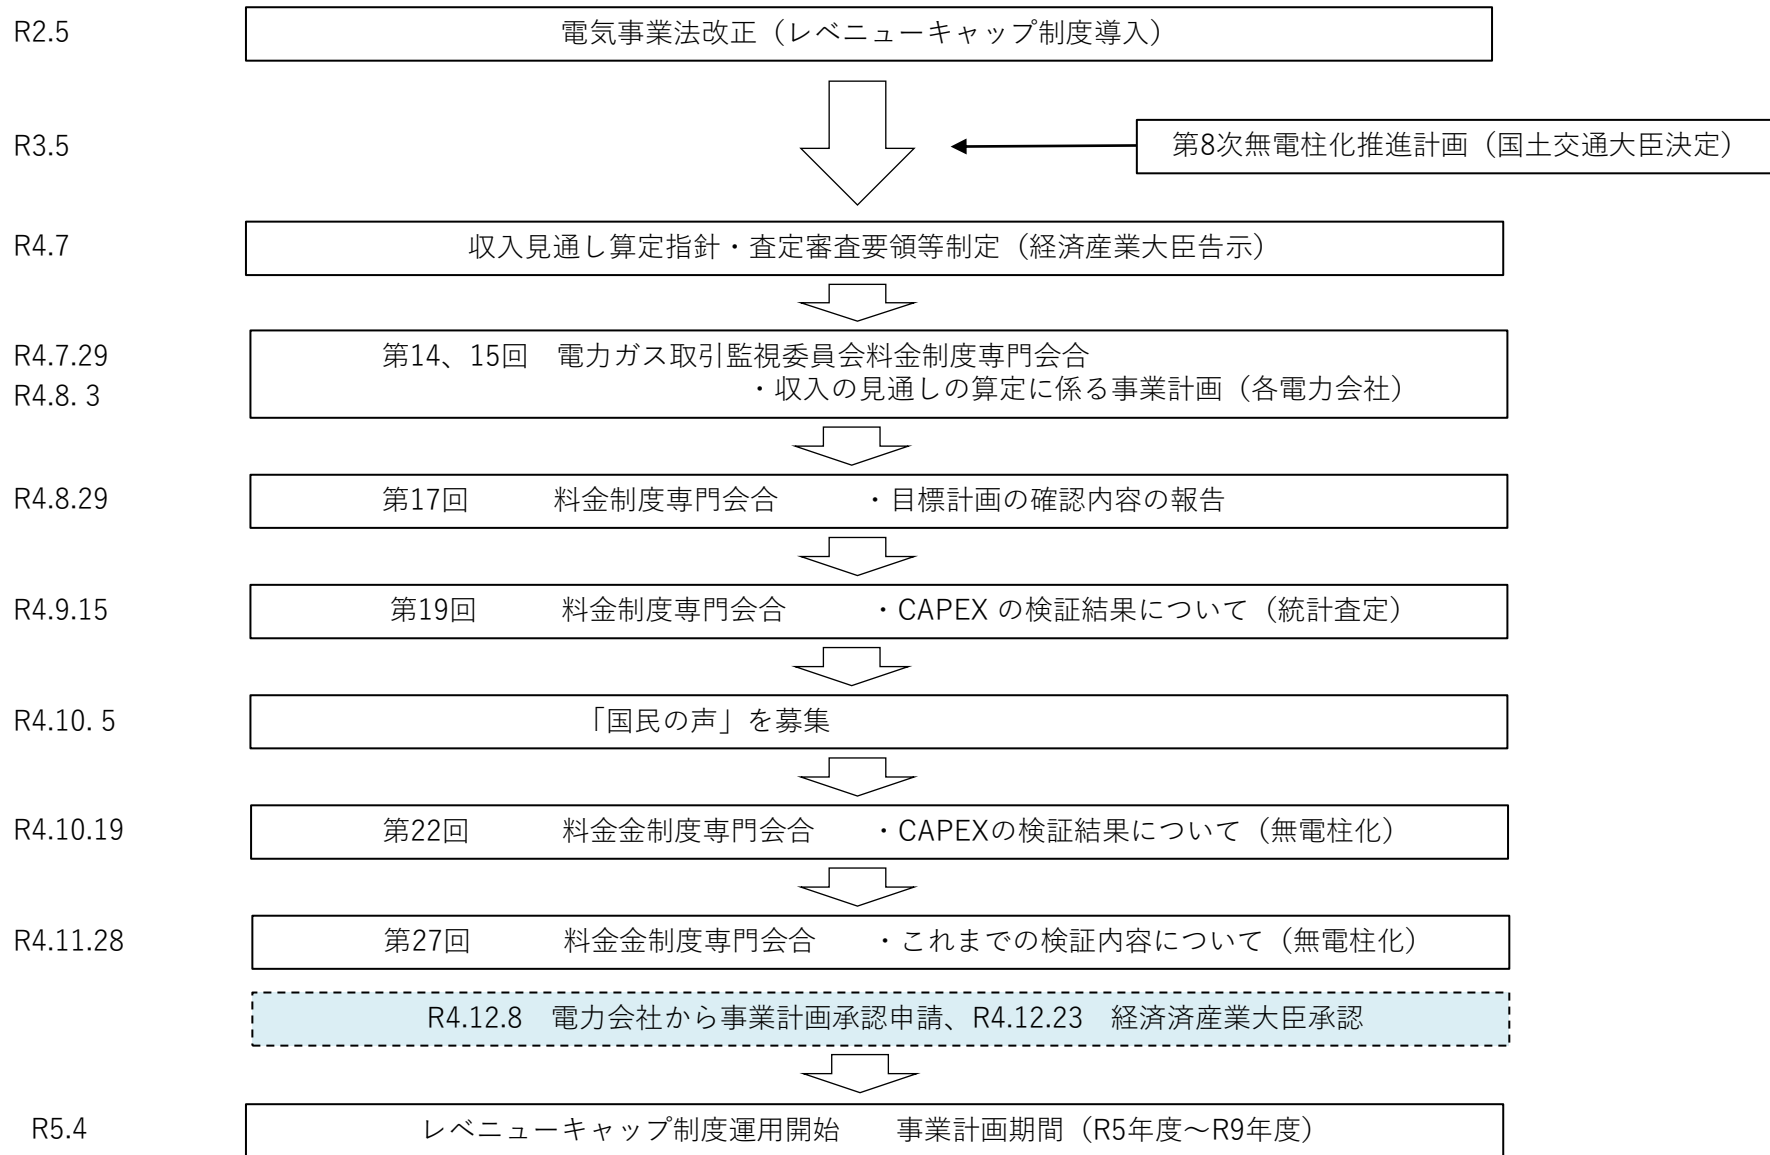 R2.5 電気事業法改正（レベニューキャップ制度導入）
R3.5 第8次無電柱化推進計画（国土交通大臣決定）
R4.7 収入見通し算定指針・査定審査要領等制定（経済産業大臣告示）
R4.7.29 第14、15回　電力ガス取引監視委員会料金制度専門会合
R4.8. 3 ・収入の見通しの算定に係る事業計画（各電力会社）
R4.8.29 第17回　料金制度専門会合　・目標計画の確認内容の報告
R4.9.15 第19回　料金制度専門会合　・CAPEX の検証結果について（統計査定）
R4.10. 5 「国民の声」を募集
R4.10.19 第22回　料金金制度専門会合　・CAPEXの検証結果について（無電柱化）
R4.11.28 第27回　料金金制度専門会合　・これまでの検証内容について（無電柱化）
R4.12.8　電力会社から事業計画承認申請、R4.12.23　経済済産業大臣承認
R5.4 レベニューキャップ制度運用開始　事業計画期間（R5年度～R9年度）